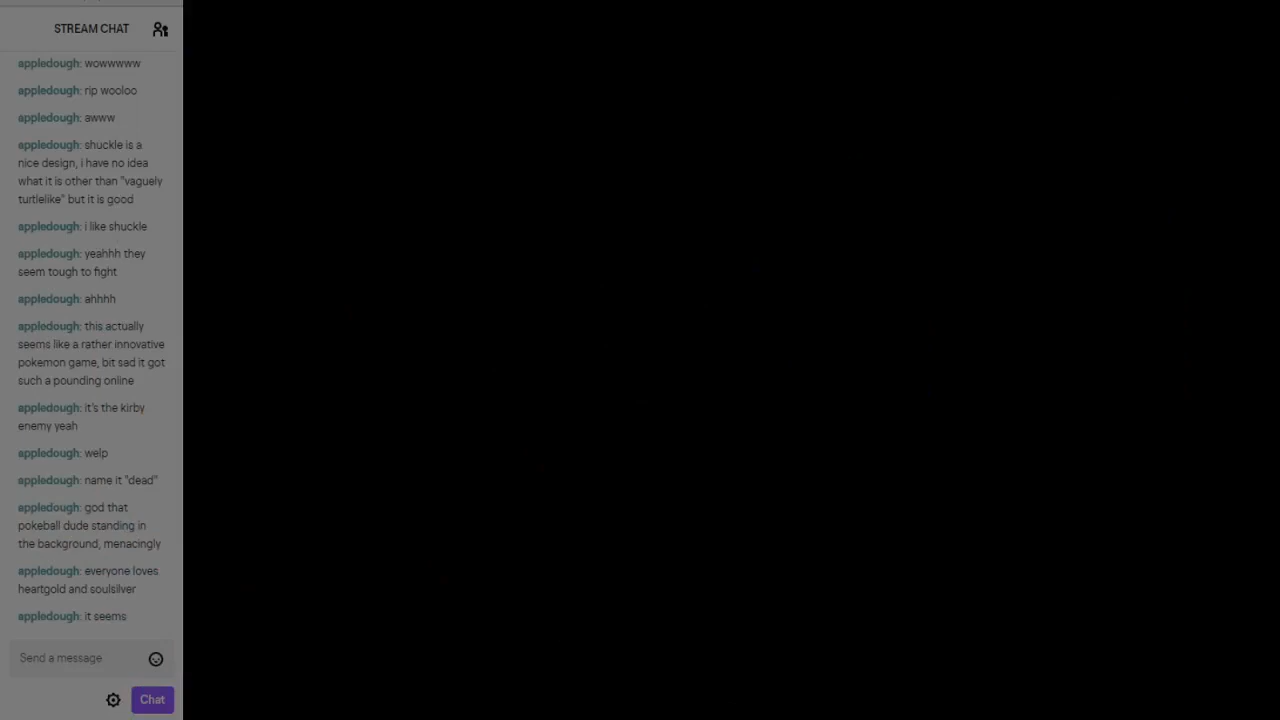 STREAM CHAT
appledough: wowwwww
appledough: rip wooloo
appledough: awww
appledough: shuckle is a
nice design, i have no idea
what it is other than "vaguely
turtlelike" but it is good
appledough: i like shuckle
appledough: yeahhh they
seem tough to fight
appledough: ahhhh
appledough: this actually
seems like a rather innovative
pokemon game, bit sad it got
such a pounding online
appledough: it's the kirby
enemy yeah
appledough: welp
appledough: name it "dead"
appledough: god that
pokeball dude standing in
the background, menacingly
appledough: everyone loves
heartgold and soulsilver
appledough: it seems
Send a message
Chat